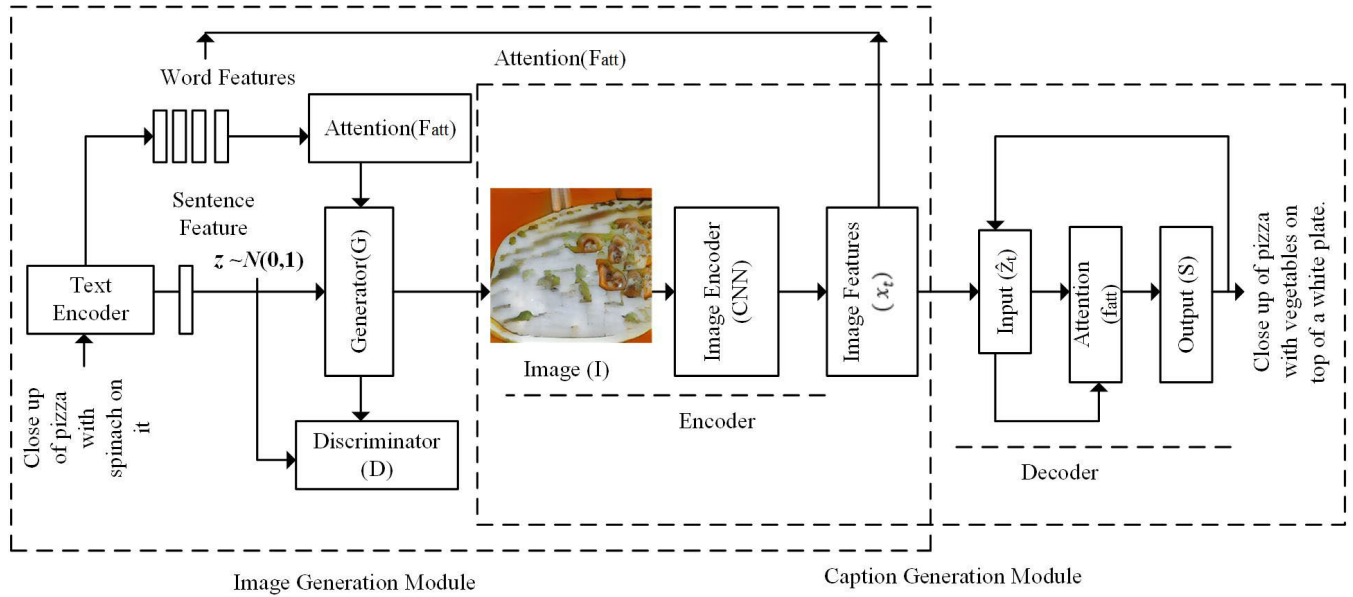 Attention(Fatt)
Word Features
Attention(Fatt)
Sentence
Feature
z ~N(0,1)
Text
Encoder
Generator(G)
Discriminator
(D)
Close up
of pizza
with
spinach on
it
Image (I)
Image Encoder
(CNN)
Image Features
(xt)
Encoder
Input (Ẑt)
Attention
(fatt)
Output (S)
Decoder
Close up of pizza
with vegetables on
top of a white plate.
Image Generation Module
Caption Generation Module